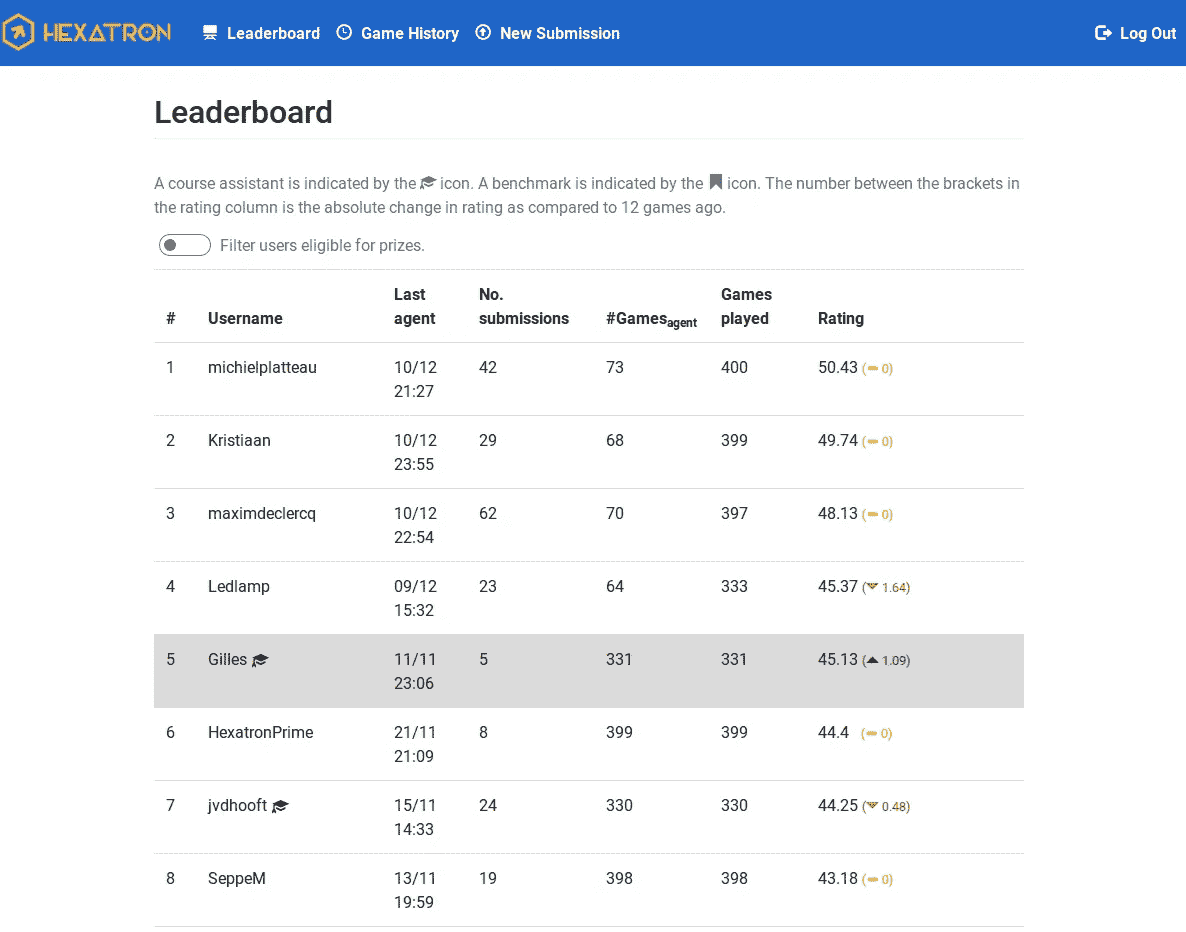 HEXATRON Leaderboard Game History New Submission Log Out
Leaderboard
A course assistant is indicated by the icon. A benchmark is indicated by the icon. The number between the brackets in
the rating column is the absolute change in rating as compared to 12 games ago.
Filter users eligible for prizes.
# Username Last agent No. submissions #Games agent Games played Rating
1 michielplatteau 10/12 21:27 42 73 400 50.43 (0)
2 Kristiaan 10/12 23:55 29 68 399 49.74 (0)
3 maximdeclercq 10/12 22:54 62 70 397 48.13 (0)
4 Ledlamp 09/12 15:32 23 64 333 45.37 (1.64)
5 Gilles 11/11 23:06 5 331 331 45.13 (1.09)
6 HexatronPrime 21/11 21:09 8 399 399 44.4 (0)
7 jvdhooft 15/11 14:33 24 330 330 44.25 (0.48)
8 SeppeM 13/11 19:59 19 398 398 43.18 (0)